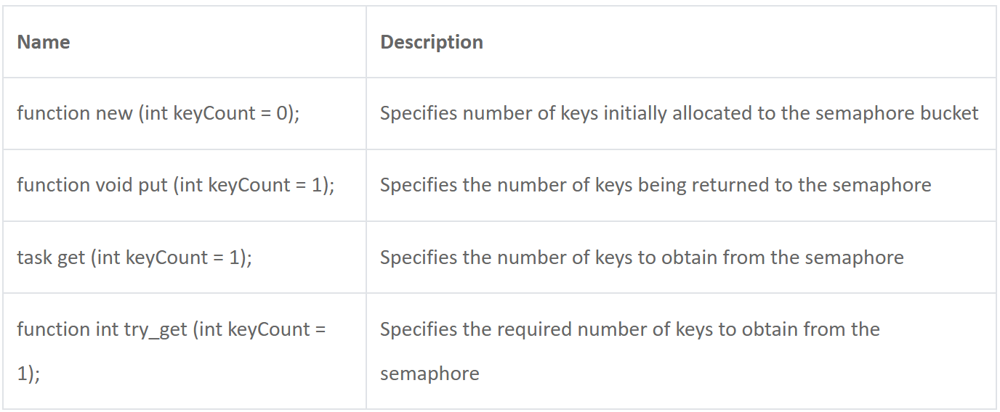 Name
Description
function new (int keyCount = 0);
Specifies number of keys initially allocated to the semaphore bucket
function void put (int keyCount = 1);
Specifies the number of keys being returned to the semaphore
task get (int keyCount = 1);
Specifies the number of keys to obtain from the semaphore
function int try_get (int keyCount =
1);
Specifies the required number of keys to obtain from the
semaphore